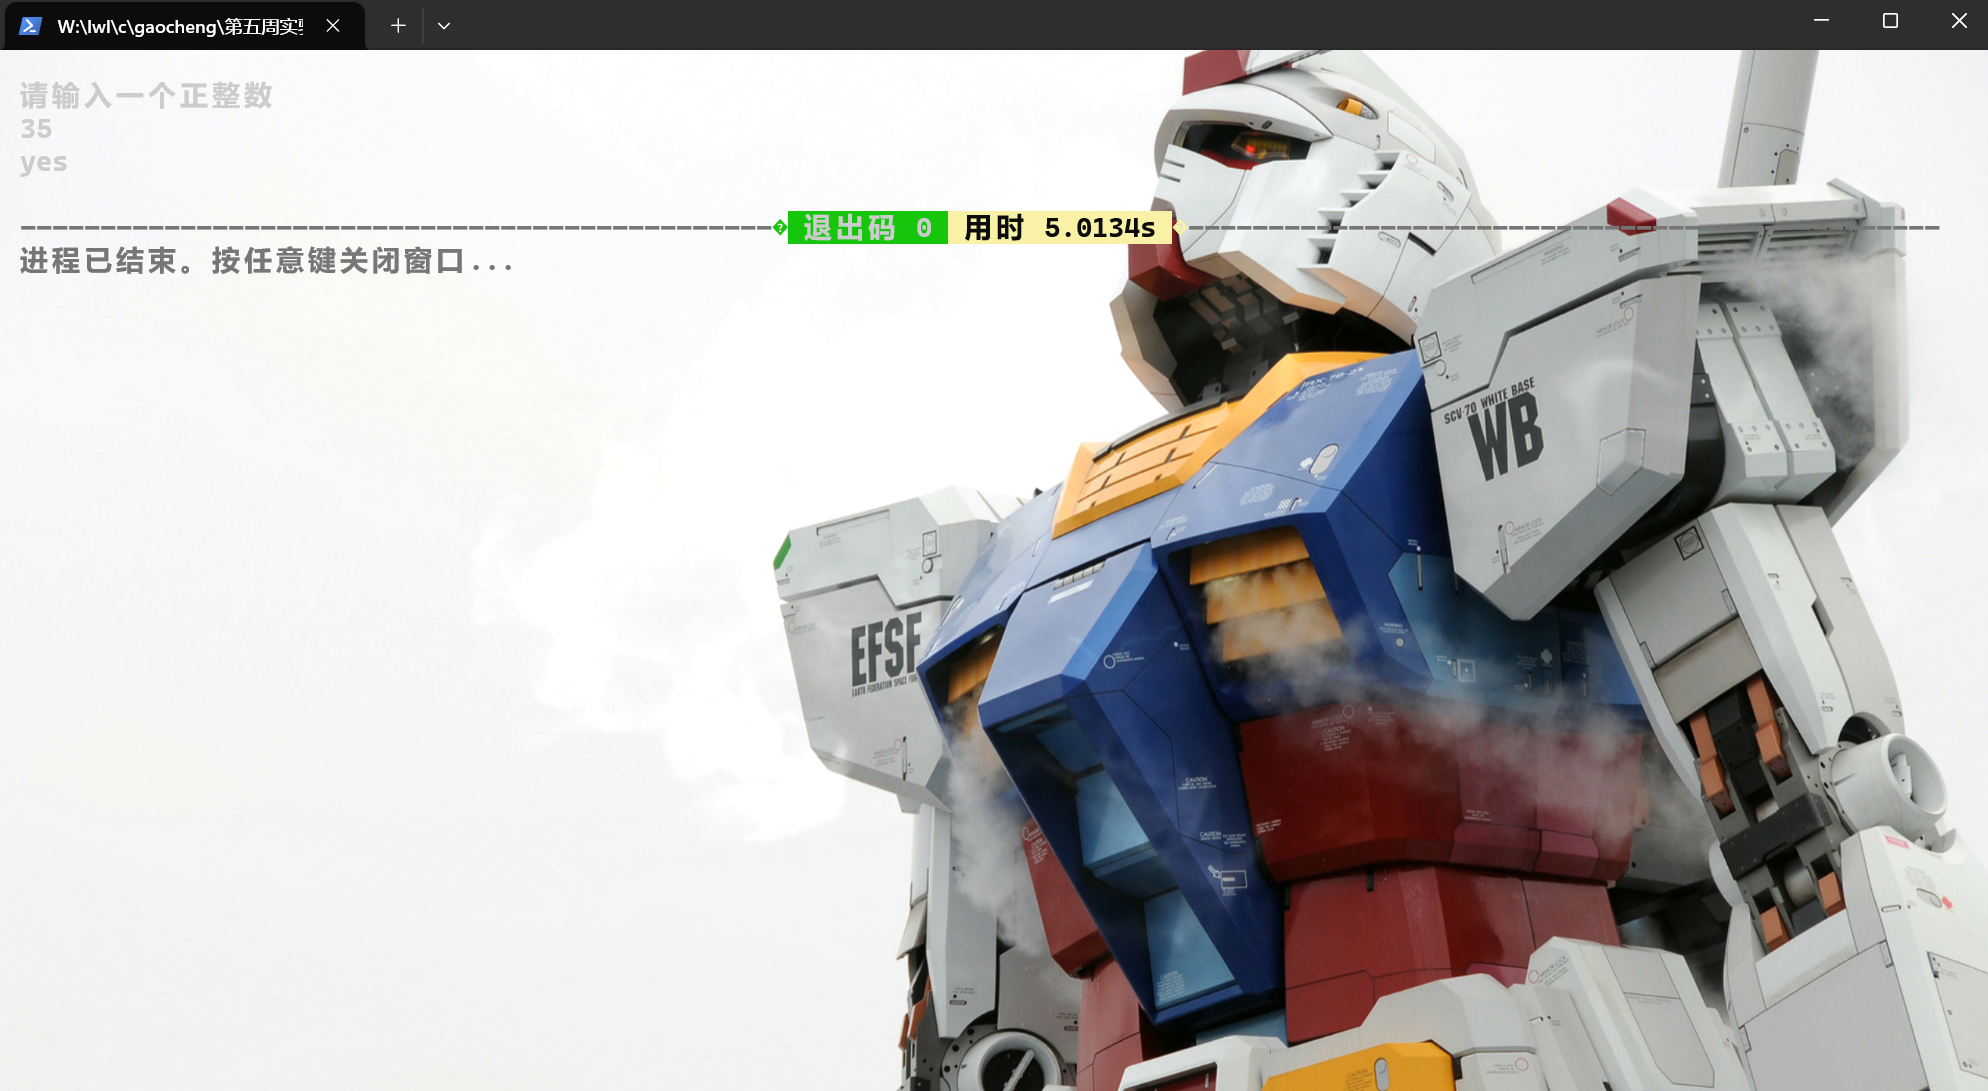 W:\lwl\c\gaocheng\第五周实
请输入一个正整数
35
yes
退出码 0 用时 5.0134s
进程已结束。按任意键关闭窗口...
SCV-70 WHITE BASE
WB
EFSF
CAUTION
CAUTION